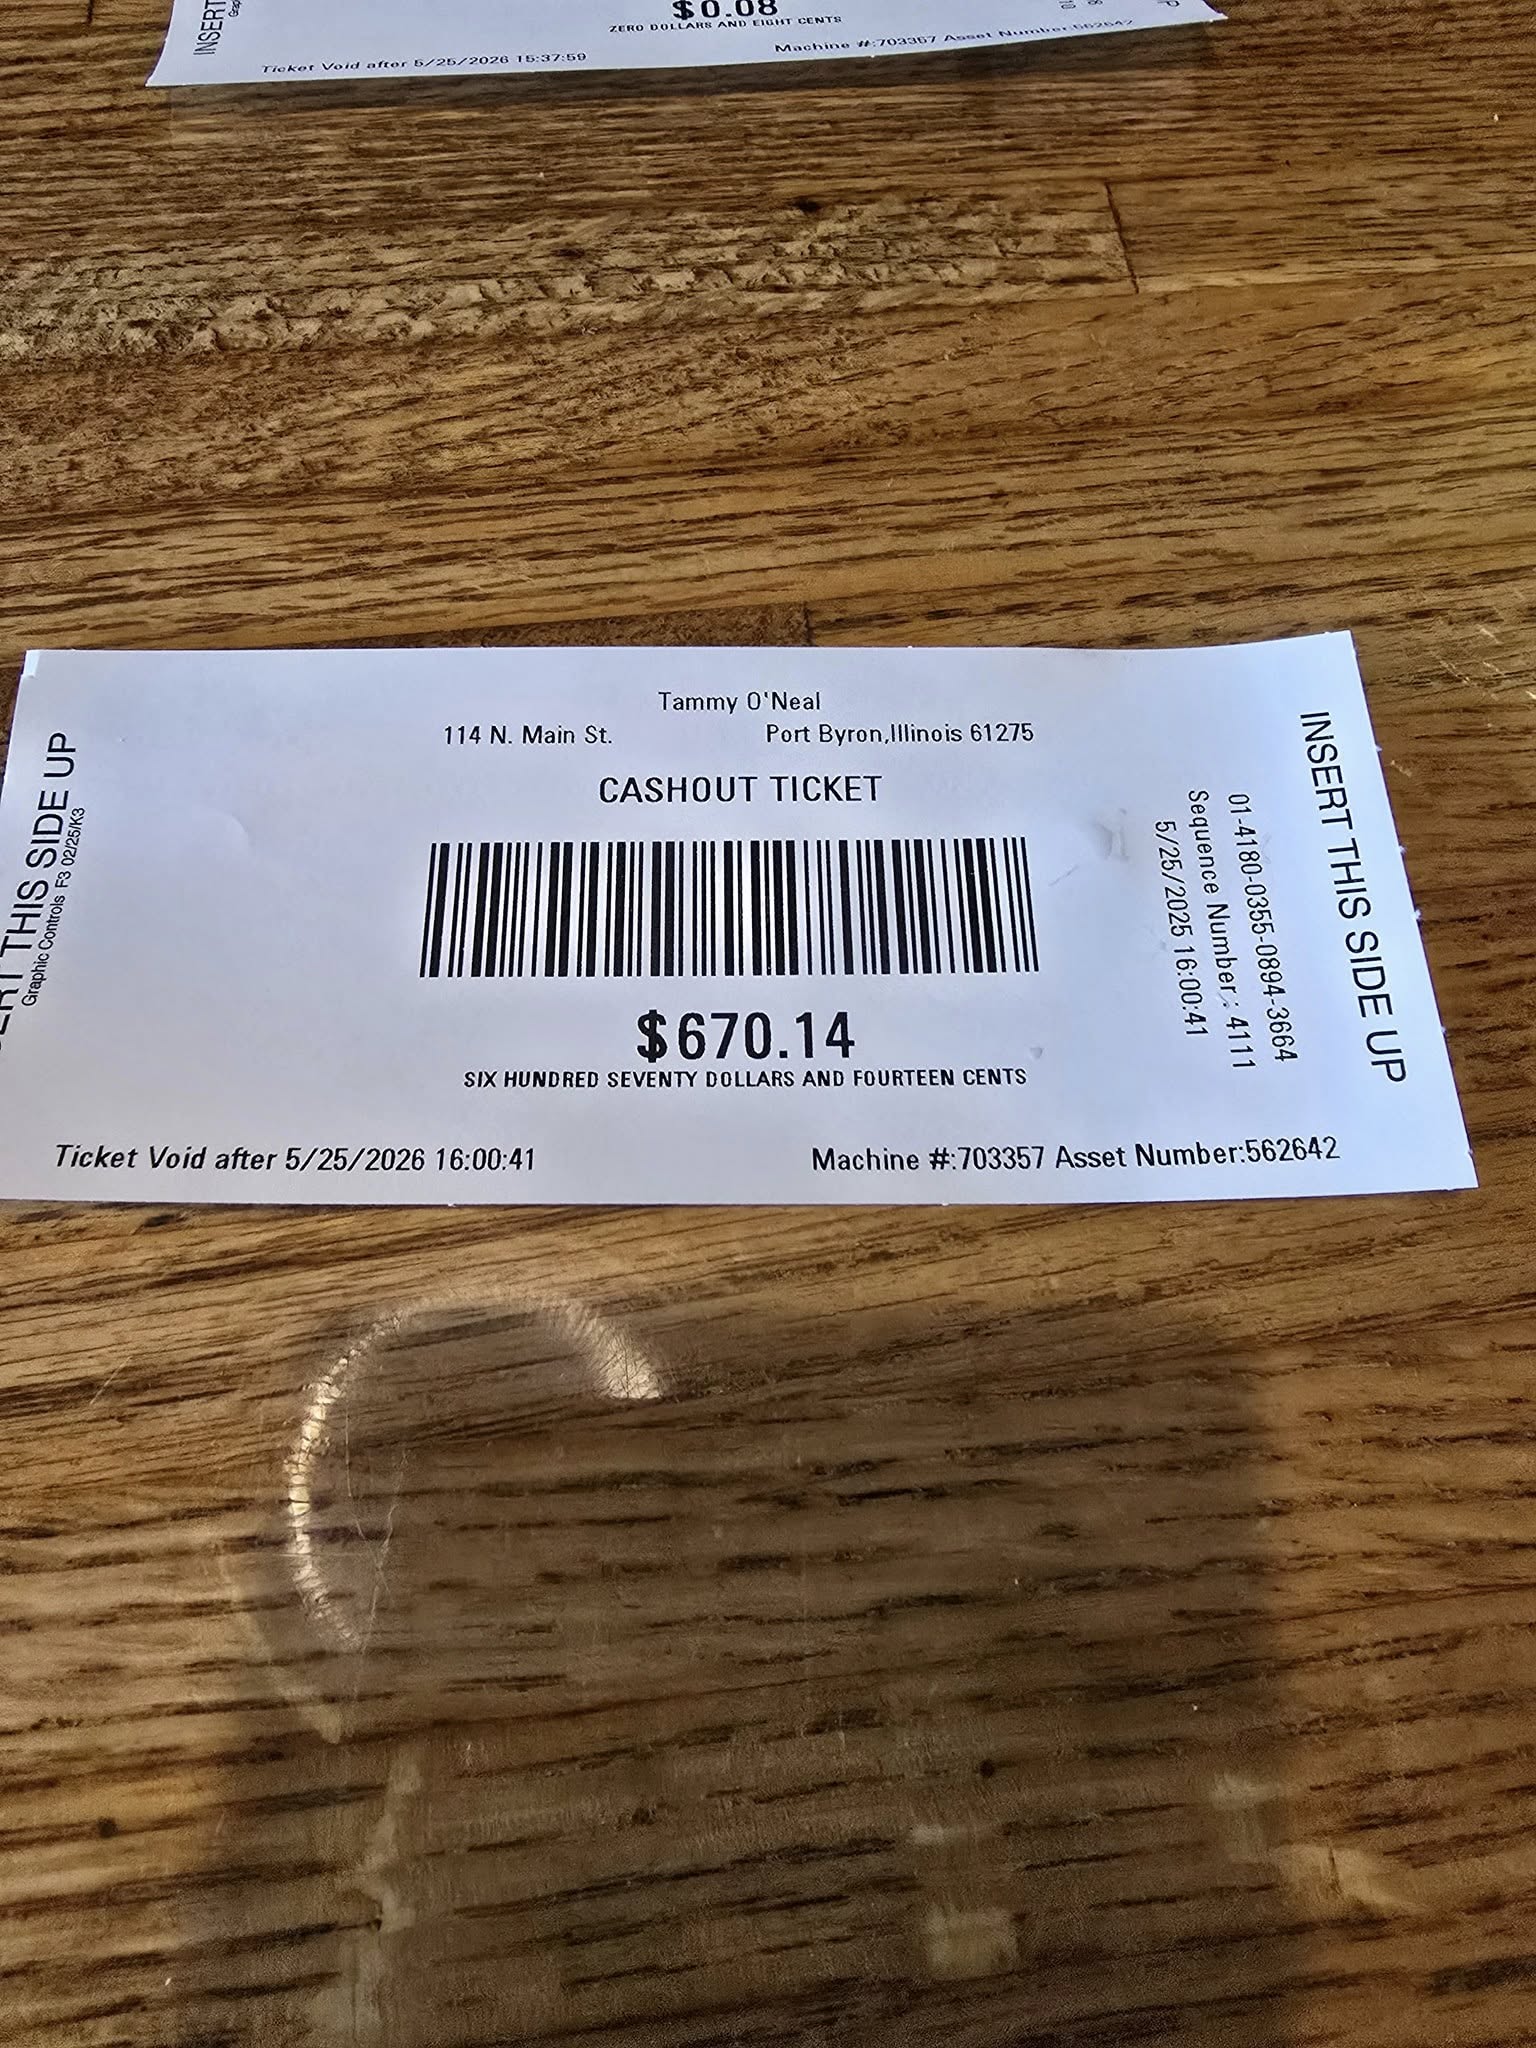 INSERT
$0.08
ZERO DOLLARS AND EIGHT CENTS
Ticket Void after 5/25/2026 15:37:59
Machine #:703357 Asset Number:562642
Tammy O'Neal
114 N. Main St. Port Byron,Illinois 61275
CASHOUT TICKET
$670.14
SIX HUNDRED SEVENTY DOLLARS AND FOURTEEN CENTS
Ticket Void after 5/25/2026 16:00:41
Machine #:703357 Asset Number:562642
THIS SIDE UP
Graphic Controls F3 02/25/K3
5/25/2025 16:00:41
Sequence Number: 4111
01-4180-0355-0894-3664
INSERT THIS SIDE UP